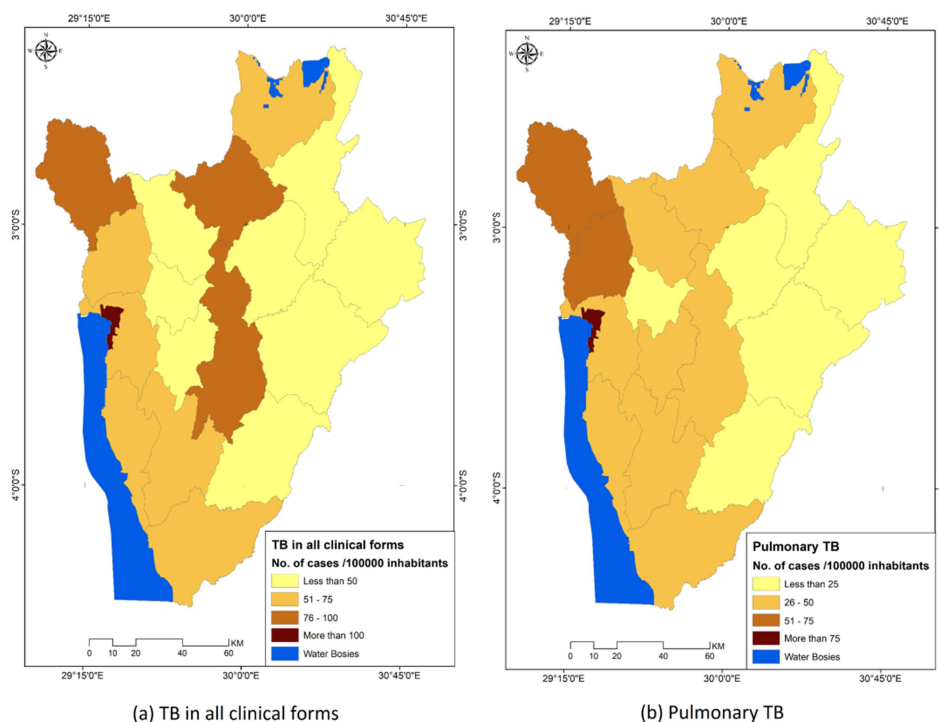 29°15'0"E 30°0'0"E 30°45'0"E
N
W E
S
3°0'0"S
4°0'0"S
TB in all clinical forms
No. of cases /100000 inhabitants
Less than 50
51 - 75
76 - 100
More than 100
Water Bosies
KM
0 10 20 40 60
29°15'0"E 30°0'0"E 30°45'0"E
(a) TB in all clinical forms
29°15'0"E 30°0'0"E 30°45'0"E
N
W E
S
3°0'0"S
4°0'0"S
Pulmonary TB
No. of cases /100000 inhabitants
Less than 25
26 - 50
51 - 75
More than 75
Water Bosies
KM
0 10 20 40 60
29°15'0"E 30°0'0"E 30°45'0"E
(b) Pulmonary TB